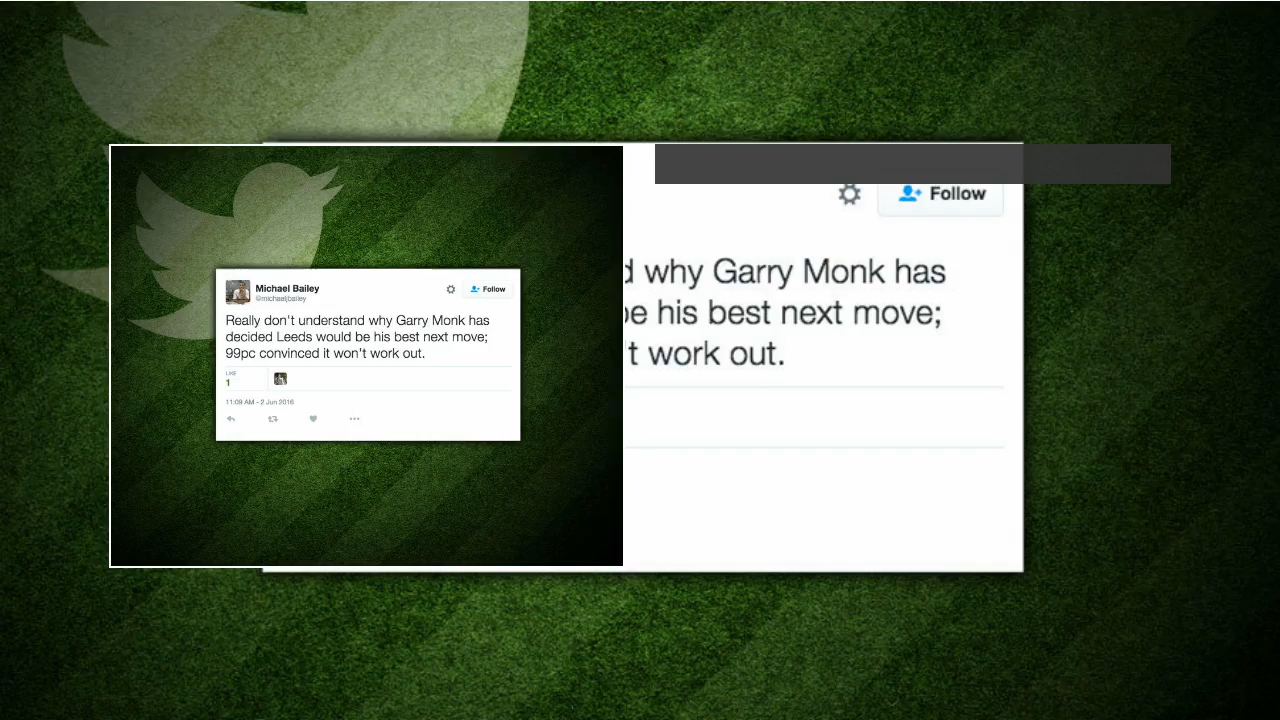 Michael Bailey
@michaeljbailey
Follow
Really don't understand why Garry Monk has
decided Leeds would be his best next move;
99pc convinced it won't work out.
LIKE
1
11:09 AM - 2 Jun 2016
Follow
d why Garry Monk has
be his best next move;
't work out.